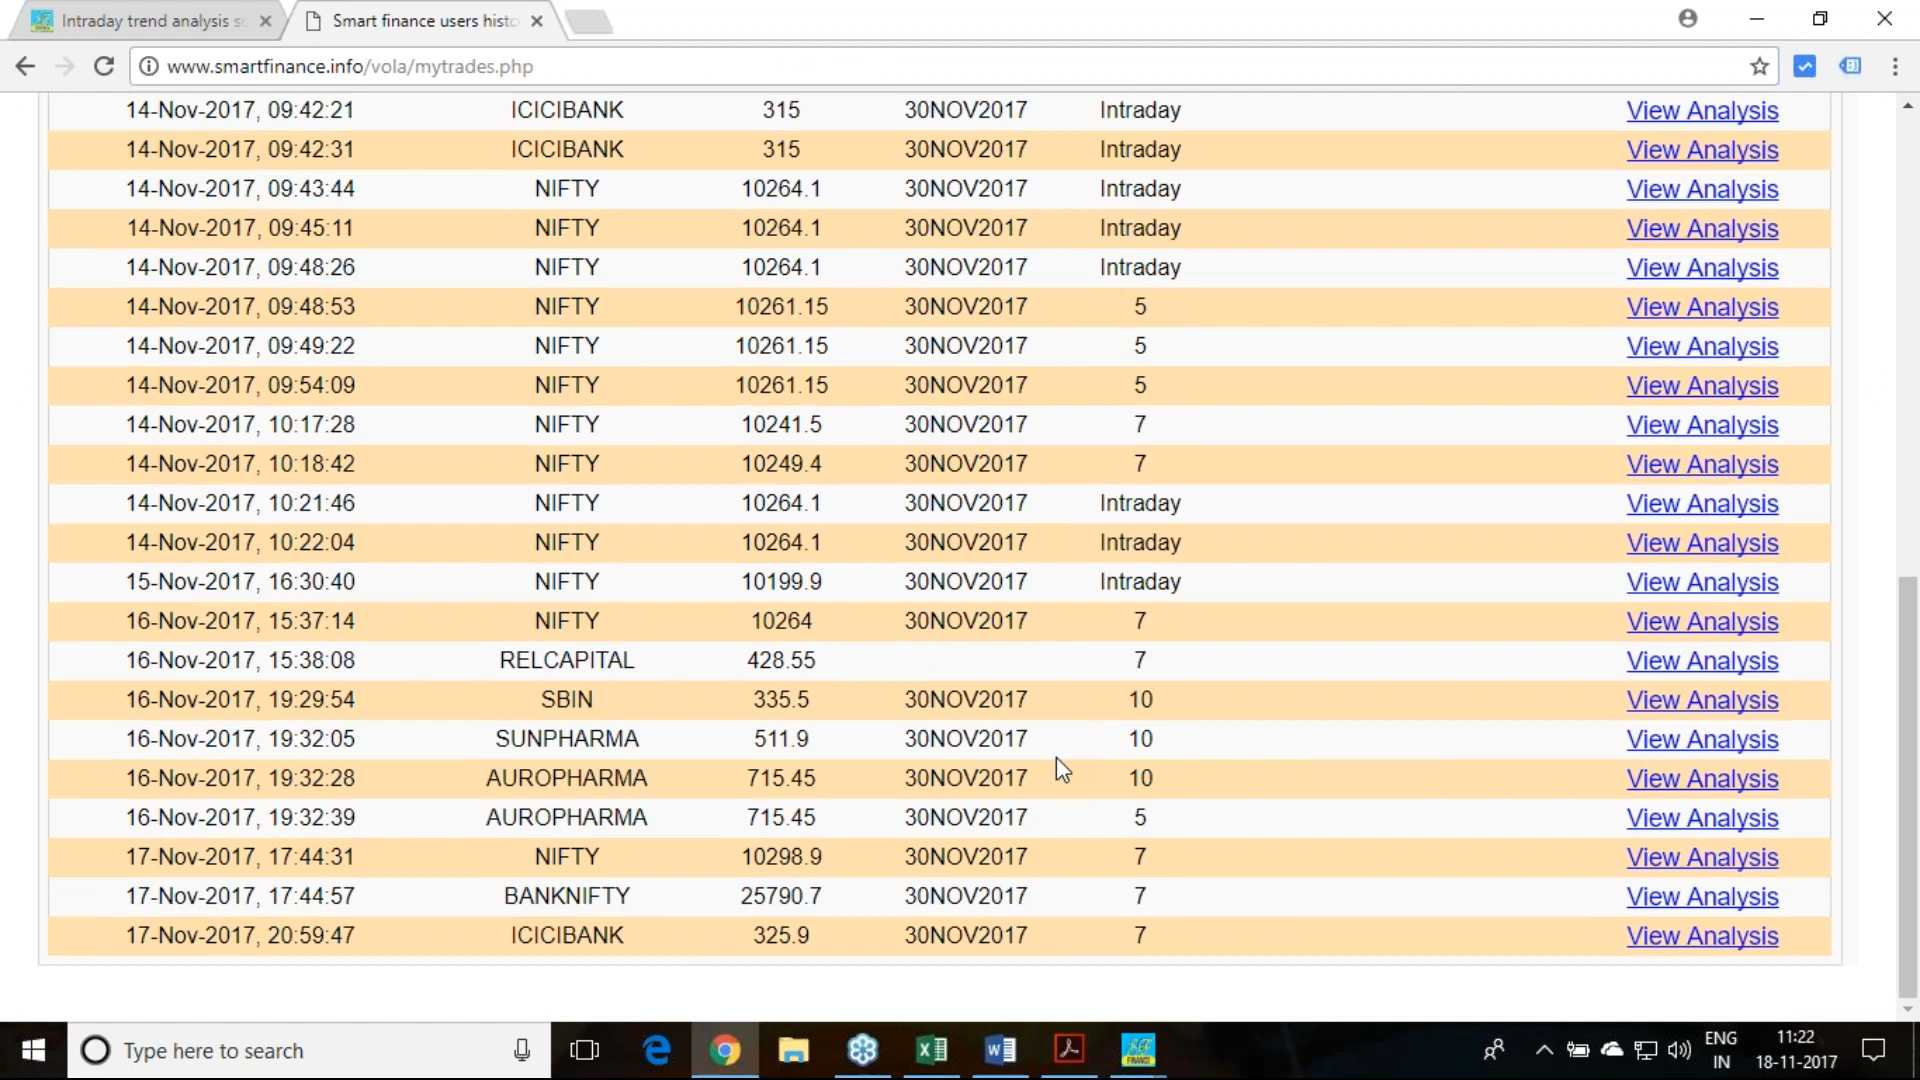 Intraday trend analysis s
Smart finance users histo
www.smartfinance.info/vola/mytrades.php
14-Nov-2017, 09:42:21 ICICIBANK 315 30NOV2017 Intraday View Analysis
14-Nov-2017, 09:42:31 ICICIBANK 315 30NOV2017 Intraday View Analysis
14-Nov-2017, 09:43:44 NIFTY 10264.1 30NOV2017 Intraday View Analysis
14-Nov-2017, 09:45:11 NIFTY 10264.1 30NOV2017 Intraday View Analysis
14-Nov-2017, 09:48:26 NIFTY 10264.1 30NOV2017 Intraday View Analysis
14-Nov-2017, 09:48:53 NIFTY 10261.15 30NOV2017 5 View Analysis
14-Nov-2017, 09:49:22 NIFTY 10261.15 30NOV2017 5 View Analysis
14-Nov-2017, 09:54:09 NIFTY 10261.15 30NOV2017 5 View Analysis
14-Nov-2017, 10:17:28 NIFTY 10241.5 30NOV2017 7 View Analysis
14-Nov-2017, 10:18:42 NIFTY 10249.4 30NOV2017 7 View Analysis
14-Nov-2017, 10:21:46 NIFTY 10264.1 30NOV2017 Intraday View Analysis
14-Nov-2017, 10:22:04 NIFTY 10264.1 30NOV2017 Intraday View Analysis
15-Nov-2017, 16:30:40 NIFTY 10199.9 30NOV2017 Intraday View Analysis
16-Nov-2017, 15:37:14 NIFTY 10264 30NOV2017 7 View Analysis
16-Nov-2017, 15:38:08 RELCAPITAL 428.55 7 View Analysis
16-Nov-2017, 19:29:54 SBIN 335.5 30NOV2017 10 View Analysis
16-Nov-2017, 19:32:05 SUNPHARMA 511.9 30NOV2017 10 View Analysis
16-Nov-2017, 19:32:28 AUROPHARMA 715.45 30NOV2017 10 View Analysis
16-Nov-2017, 19:32:39 AUROPHARMA 715.45 30NOV2017 5 View Analysis
17-Nov-2017, 17:44:31 NIFTY 10298.9 30NOV2017 7 View Analysis
17-Nov-2017, 17:44:57 BANKNIFTY 25790.7 30NOV2017 7 View Analysis
17-Nov-2017, 20:59:47 ICICIBANK 325.9 30NOV2017 7 View Analysis
Type here to search
FINANCE
ENG 11:22
IN 18-11-2017